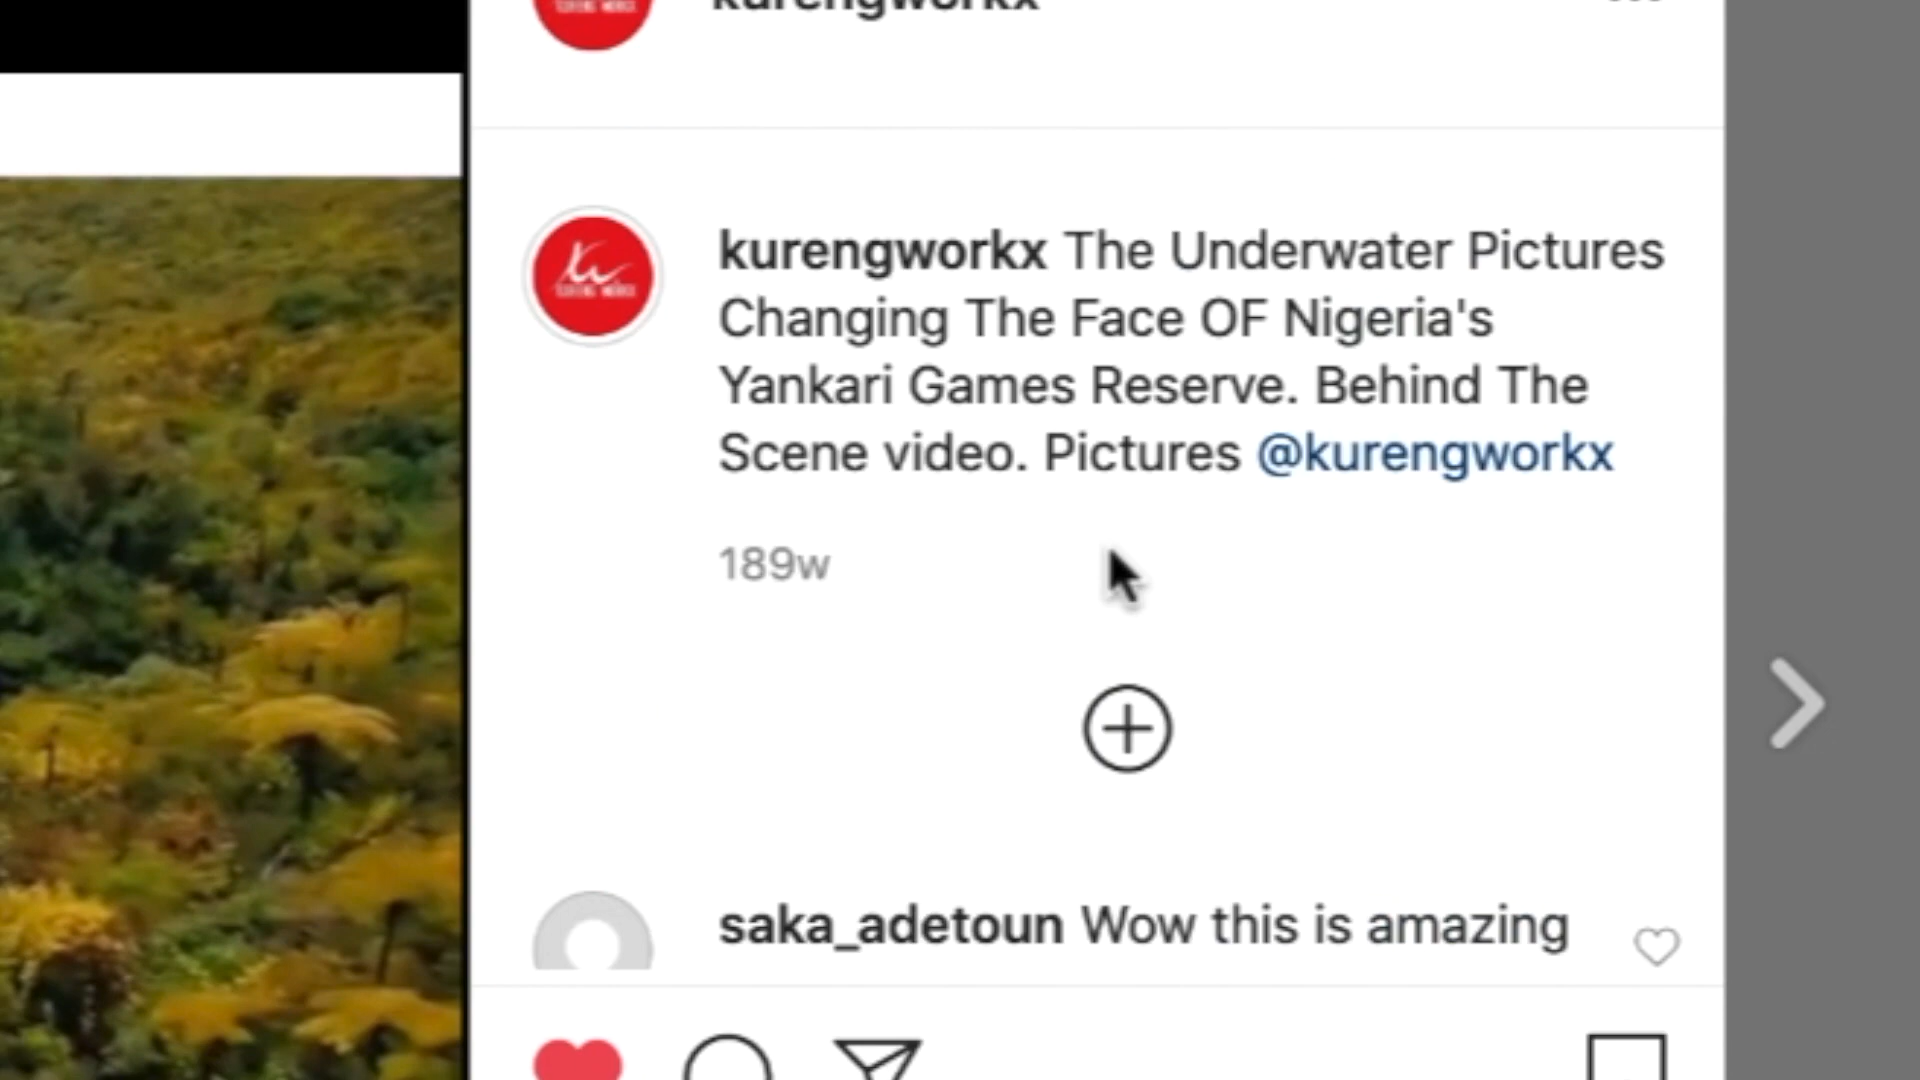 kurengworkx
kurengworkx The Underwater Pictures
Changing The Face OF Nigeria's
Yankari Games Reserve. Behind The
Scene video. Pictures @kurengworkx
189w
saka_adetoun Wow this is amazing